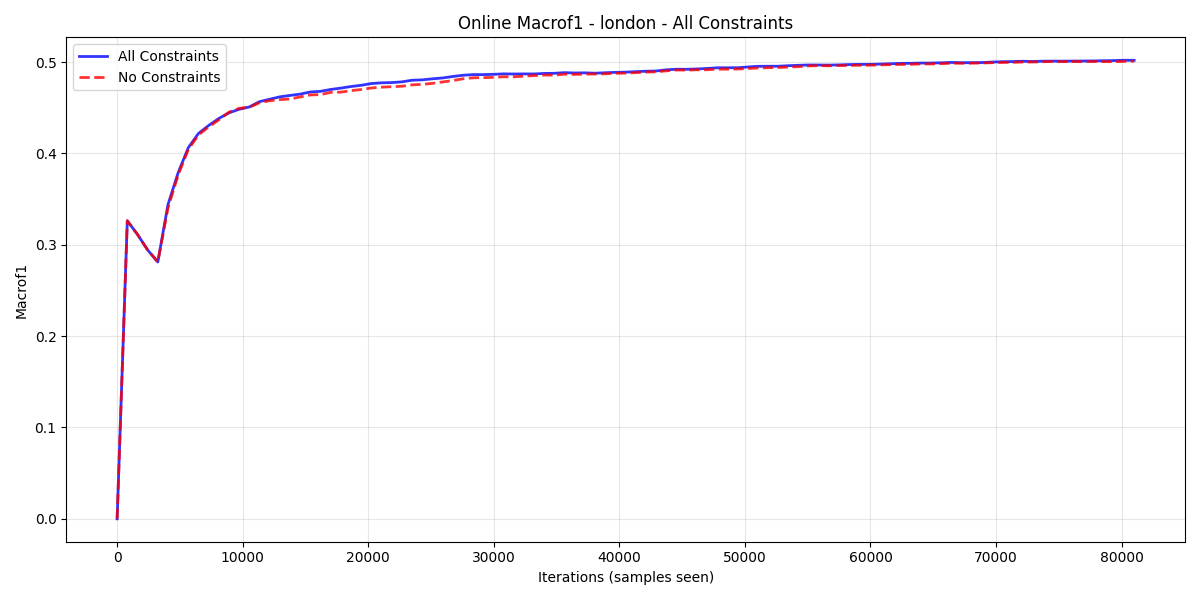 Online Macrof1 - london - All Constraints
All Constraints
No Constraints
Macrof1
0.5
0.4
0.3
0.2
0.1
0.0
0 10000 20000 30000 40000 50000 60000 70000 80000
Iterations (samples seen)